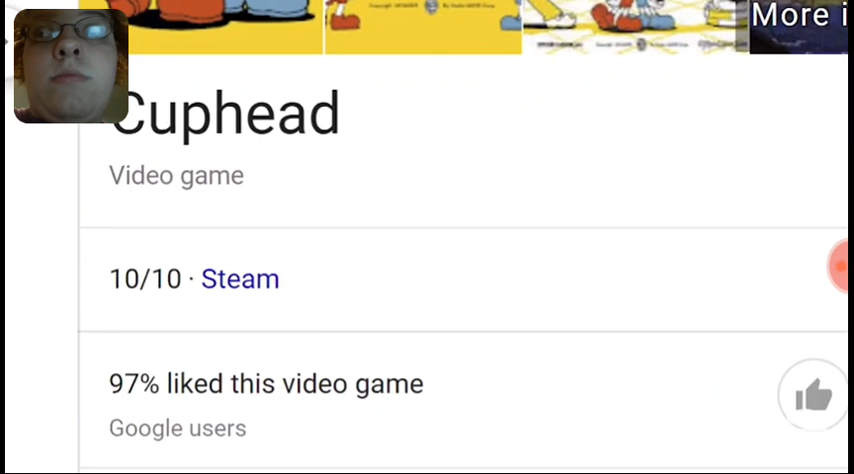 More i
Cuphead
Video game
10/10 · Steam
97% liked this video game
Google users